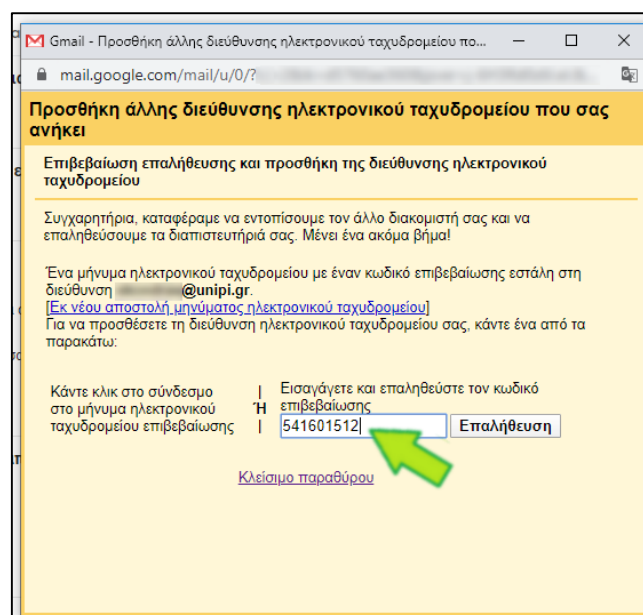 Gmail - Προσθήκη άλλης διεύθυνσης ηλεκτρονικού ταχυδρομείου πο...
mail.google.com/mail/u/0/?
Προσθήκη άλλης διεύθυνσης ηλεκτρονικού ταχυδρομείου που σας
ανήκει
Επιβεβαίωση επαλήθευσης και προσθήκη της διεύθυνσης ηλεκτρονικού
ταχυδρομείου
Συγχαρητήρια, καταφέραμε να εντοπίσουμε τον άλλο διακομιστή σας και να
επαληθεύσουμε τα διαπιστευτήριά σας. Μένει ένα ακόμα βήμα!
Ένα μήνυμα ηλεκτρονικού ταχυδρομείου με έναν κωδικό επιβεβαίωσης εστάλη στη
διεύθυνση @unipi.gr.
[Εκ νέου αποστολή μηνύματος ηλεκτρονικού ταχυδρομείου]
Για να προσθέσετε τη διεύθυνση ηλεκτρονικού ταχυδρομείου σας, κάντε ένα από τα
παρακάτω:
Κάντε κλικ στο σύνδεσμο
στο μήνυμα ηλεκτρονικού
ταχυδρομείου επιβεβαίωσης
|
Ή
|
Εισαγάγετε και επαληθεύστε τον κωδικό
επιβεβαίωσης
541601512 Επαλήθευση
Κλείσιμο παραθύρου